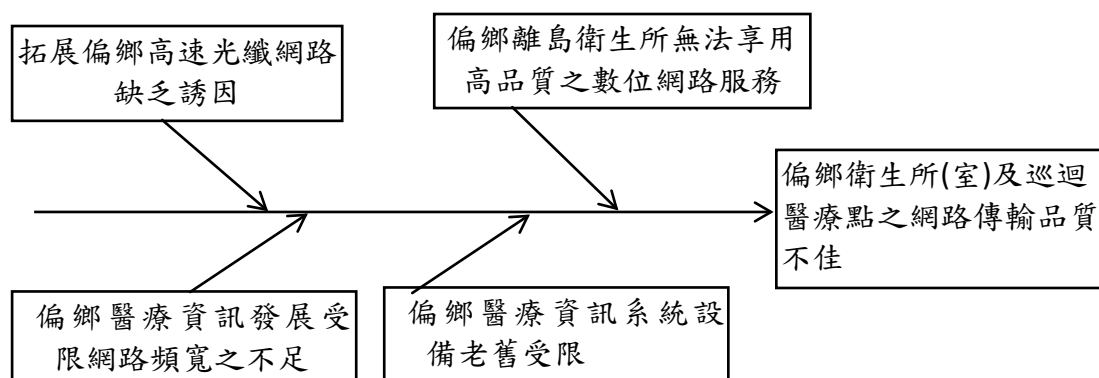 拓展偏鄉高速光纖網路
缺乏誘因
偏鄉離島衛生所無法享用
高品質之數位網路服務
偏鄉衛生所(室)及巡迴
醫療點之網路傳輸品質
不佳
偏鄉醫療資訊發展受
限網路頻寬之不足
偏鄉醫療資訊系統設
備老舊受限